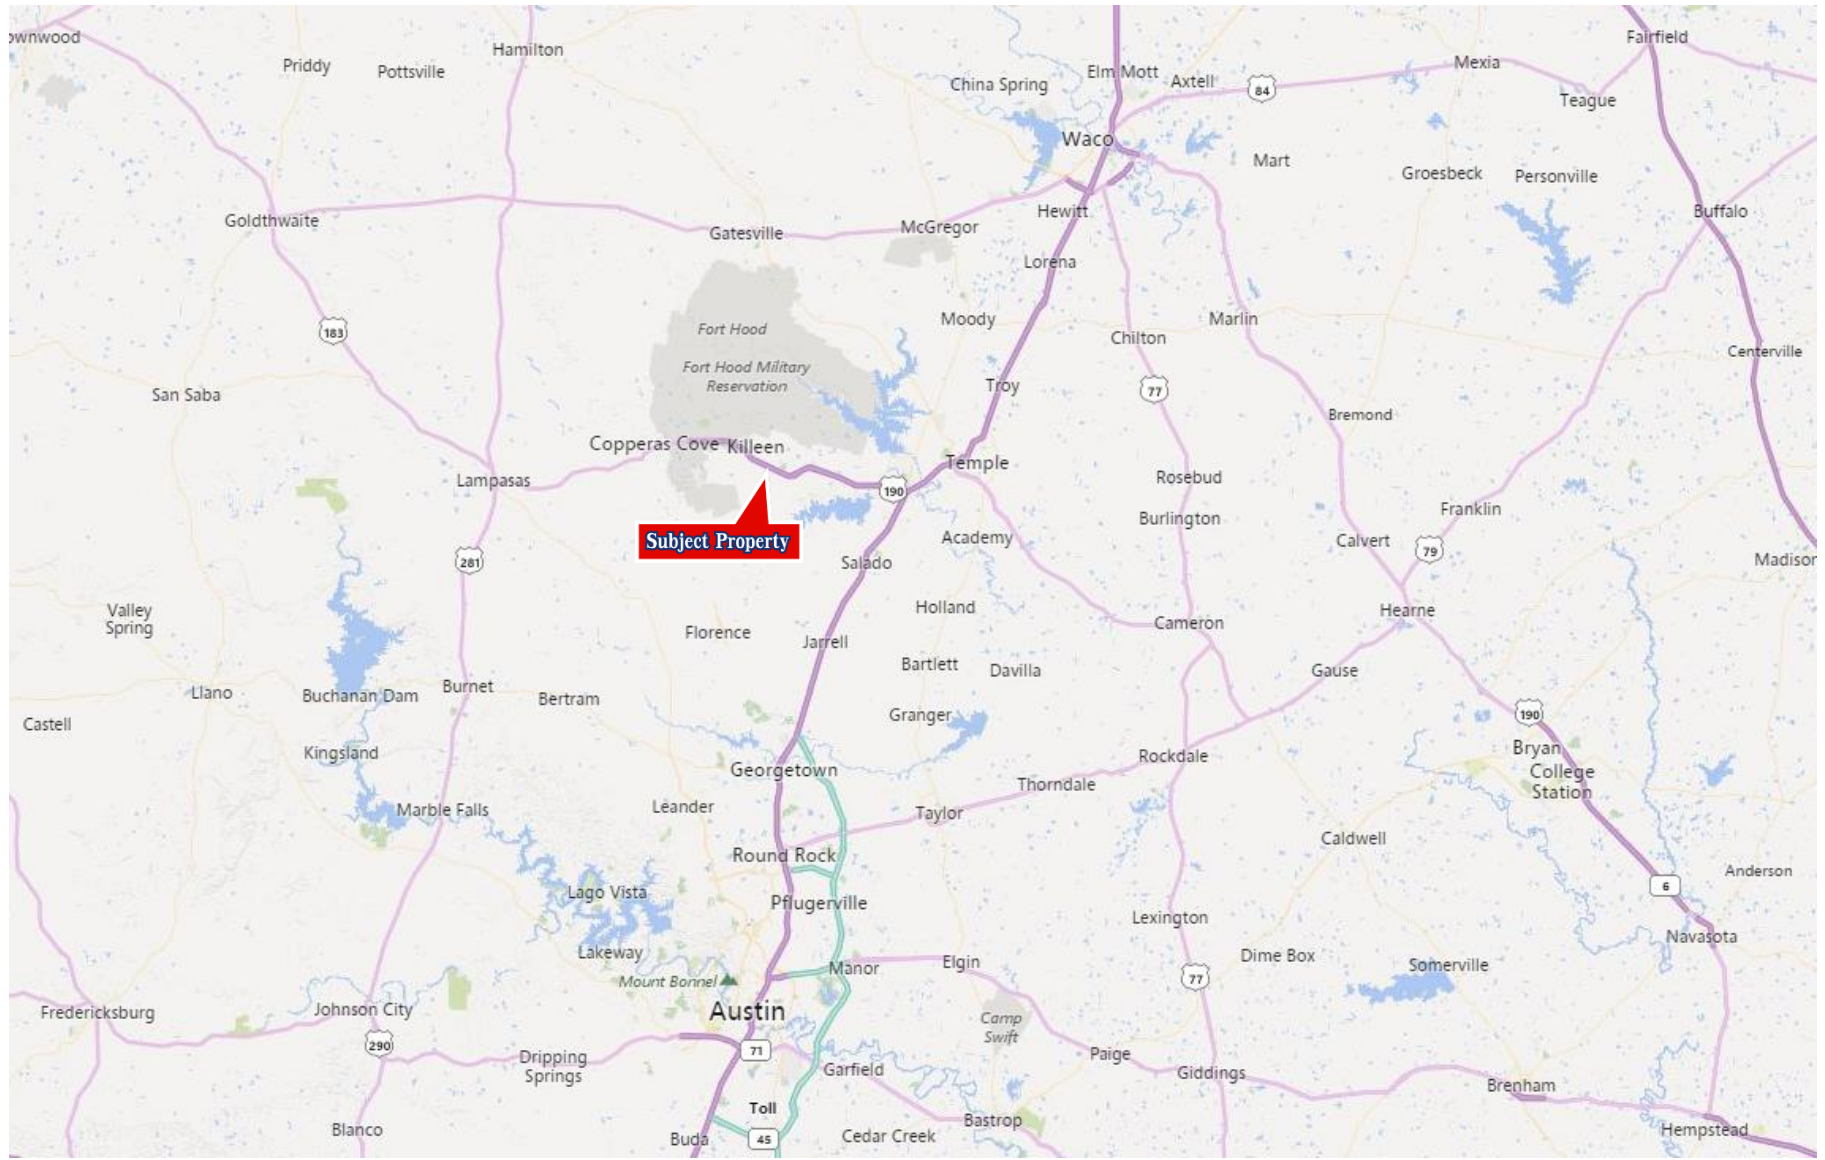 ownwood
Hamilton
Fairfield
Priddy
Pottsville
Mexia
Elm Mott
Axtell
China Spring
84
Teague
Waco
Mart
Groesbeck
Personville
Goldthwaite
Hewitt
Buffalo
Gatesville
McGregor
Lorena
183
Fort Hood
Moody
Marlin
Chilton
Centerville
Fort Hood Military
Reservation
San Saba
Troy
77
Bremond
Copperas Cove
Killeen
Temple
Lampasas
190
Rosebud
Franklin
Burlington
Subject Property
Academy
Calvert
79
281
Salado
Madisor
Valley
Spring
Holland
Hearne
Florence
Jarrell
Cameron
Bartlett
Davilla
Gause
Llano
Buchanan Dam
Burnet
Bertram
Castell
Granger
190
Kingsland
Bryan
Georgetown
Rockdale
College
Station
Thorndale
Marble Falls
Leander
Taylor
Caldwell
Round Rock
Anderson
6
Lago Vista
Pflugerville
Lexington
Navasota
Lakeway
Dime Box
Manor
Elgin
Somerville
Mount Bonnel
77
Fredericksburg
Johnson City
Austin
Camp
Swift
290
71
Dripping
Springs
Garfield
Paige
Giddings
Brenham
Toll
45
Blanco
Buda
Cedar Creek
Bastrop
Hempstead